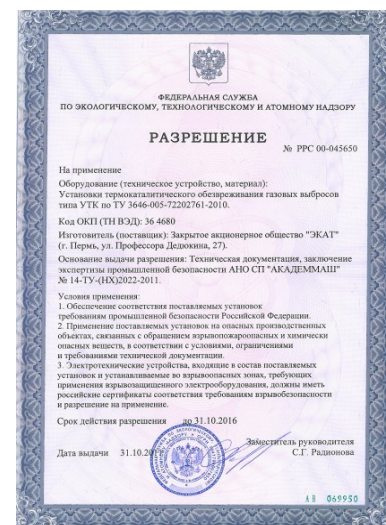 ФЕДЕРАЛЬНАЯ СЛУЖБА
ПО ЭКОЛОГИЧЕСКОМУ, ТЕХНОЛОГИЧЕСКОМУ И АТОМНОМУ НАДЗОРУ
РАЗРЕШЕНИЕ
№ РРС 00-045650
На применение
Оборудование (техническое устройство, материал):
Установки термокаталитического обезвреживания газовых выбросов
типа УТК по ТУ 3646-005-72202761-2010.
Код ОКП (ТН ВЭД): 36 4680
Изготовитель (поставщик): Закрытое акционерное общество "ЭКАТ"
(г. Пермь, ул. Профессора Дедюкина, 27).
Основание выдачи разрешения: Техническая документация, заключение
экспертизы промышленной безопасности АНО СП "АКАДЕММАШ"
№ 14-ТУ-(НХ)2022-2011.
Условия применения:
1. Обеспечение соответствия поставляемых установок
требованиям промышленной безопасности Российской Федерации.
2. Применение поставляемых установок на опасных производственных
объектах, связанных с обращением взрывопожароопасных и химически
опасных веществ, в соответствии с условиями, ограничениями
и требованиями технической документации.
3. Электротехнические устройства, входящие в состав поставляемых
установок и устанавливаемые во взрывоопасных зонах, требующих
применения взрывозащищенного электрооборудования, должны иметь
российские сертификаты соответствия требованиям взрывобезопасности
и разрешение на применение.
Срок действия разрешения до 31.10.2016
Заместитель руководителя
Дата выдачи 31.10.20 С.Г. Радионова
АВ 069950